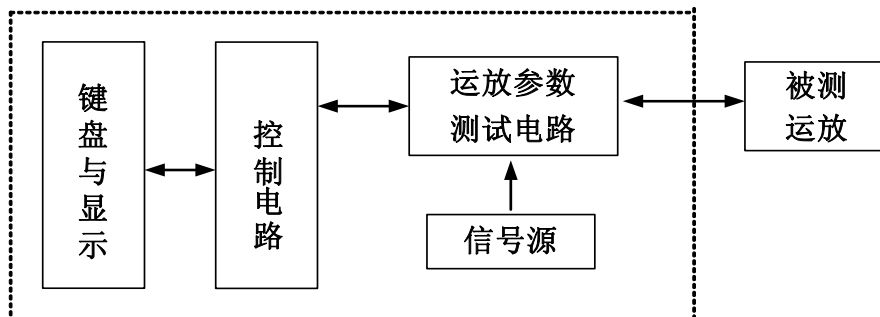 键盘与显示
控制电路
运放参数
测试电路
信号源
被测
运放